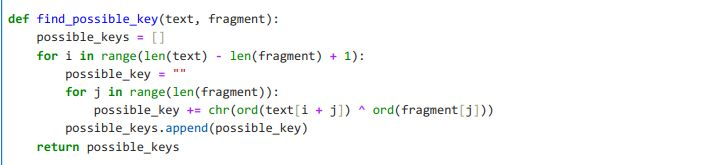 def find_possible_key(text, fragment):
    possible_keys = []
    for i in range(len(text) - len(fragment) + 1):
        possible_key = ""
        for j in range(len(fragment)):
            possible_key += chr(ord(text[i + j]) ^ ord(fragment[j]))
        possible_keys.append(possible_key)
    return possible_keys